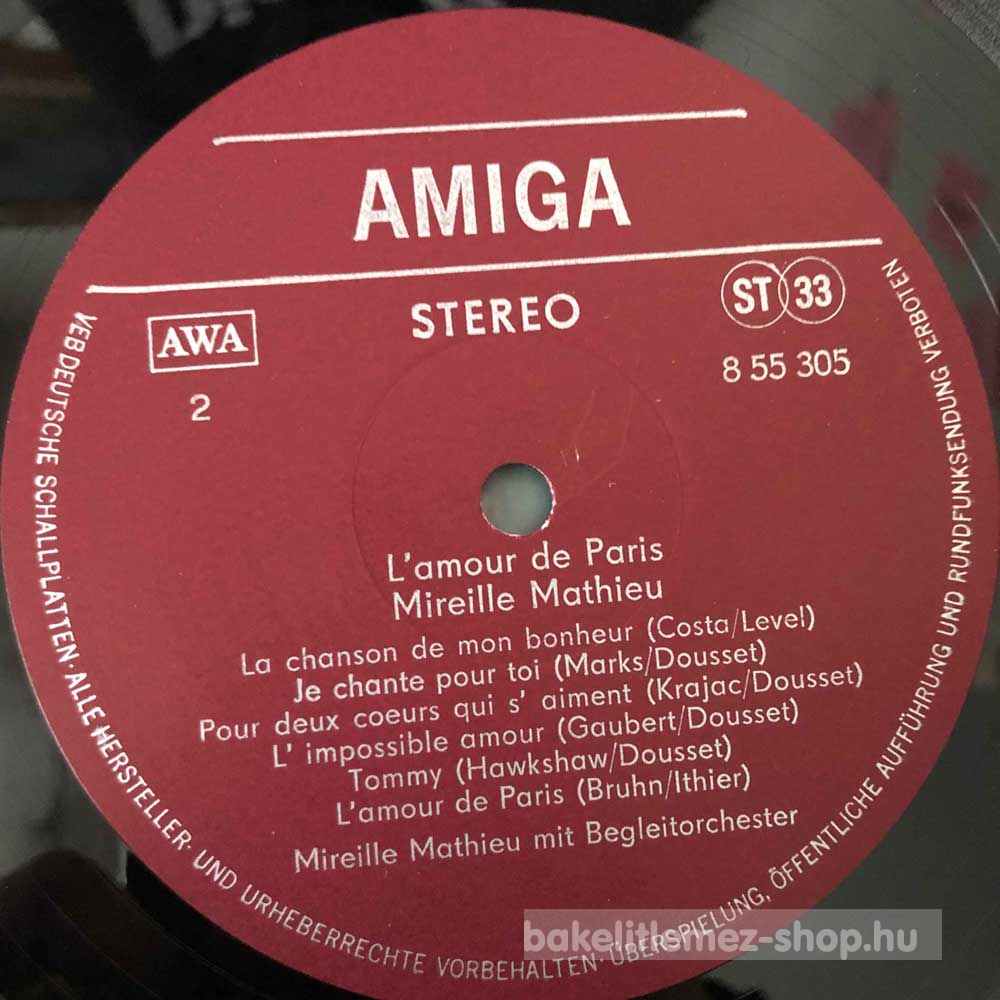 AMIGA
STEREO
AWA
ST 33
2
8 55 305
L'amour de Paris
Mireille Mathieu
La chanson de mon bonheur (Costa/Level)
Je chante pour toi (Marks/Dousset)
Pour deux coeurs qui s' aiment (Krajac/Dousset)
L' impossible amour (Gaubert/Dousset)
Tommy (Hawkshaw/Dousset)
L'amour de Paris (Bruhn/Ithier)
Mireille Mathieu mit Begleitorchester
VEB DEUTSCHE SCHALLPLATTEN · ALLE HERSTELLER- UND URHEBERRECHTE VORBEHALTEN · ÜBERSPIELUNG, ÖFFENTLICHE AUFFÜHRUNG UND RUNDFUNKSENDUNG VERBOTEN
bakelitlemez-shop.hu